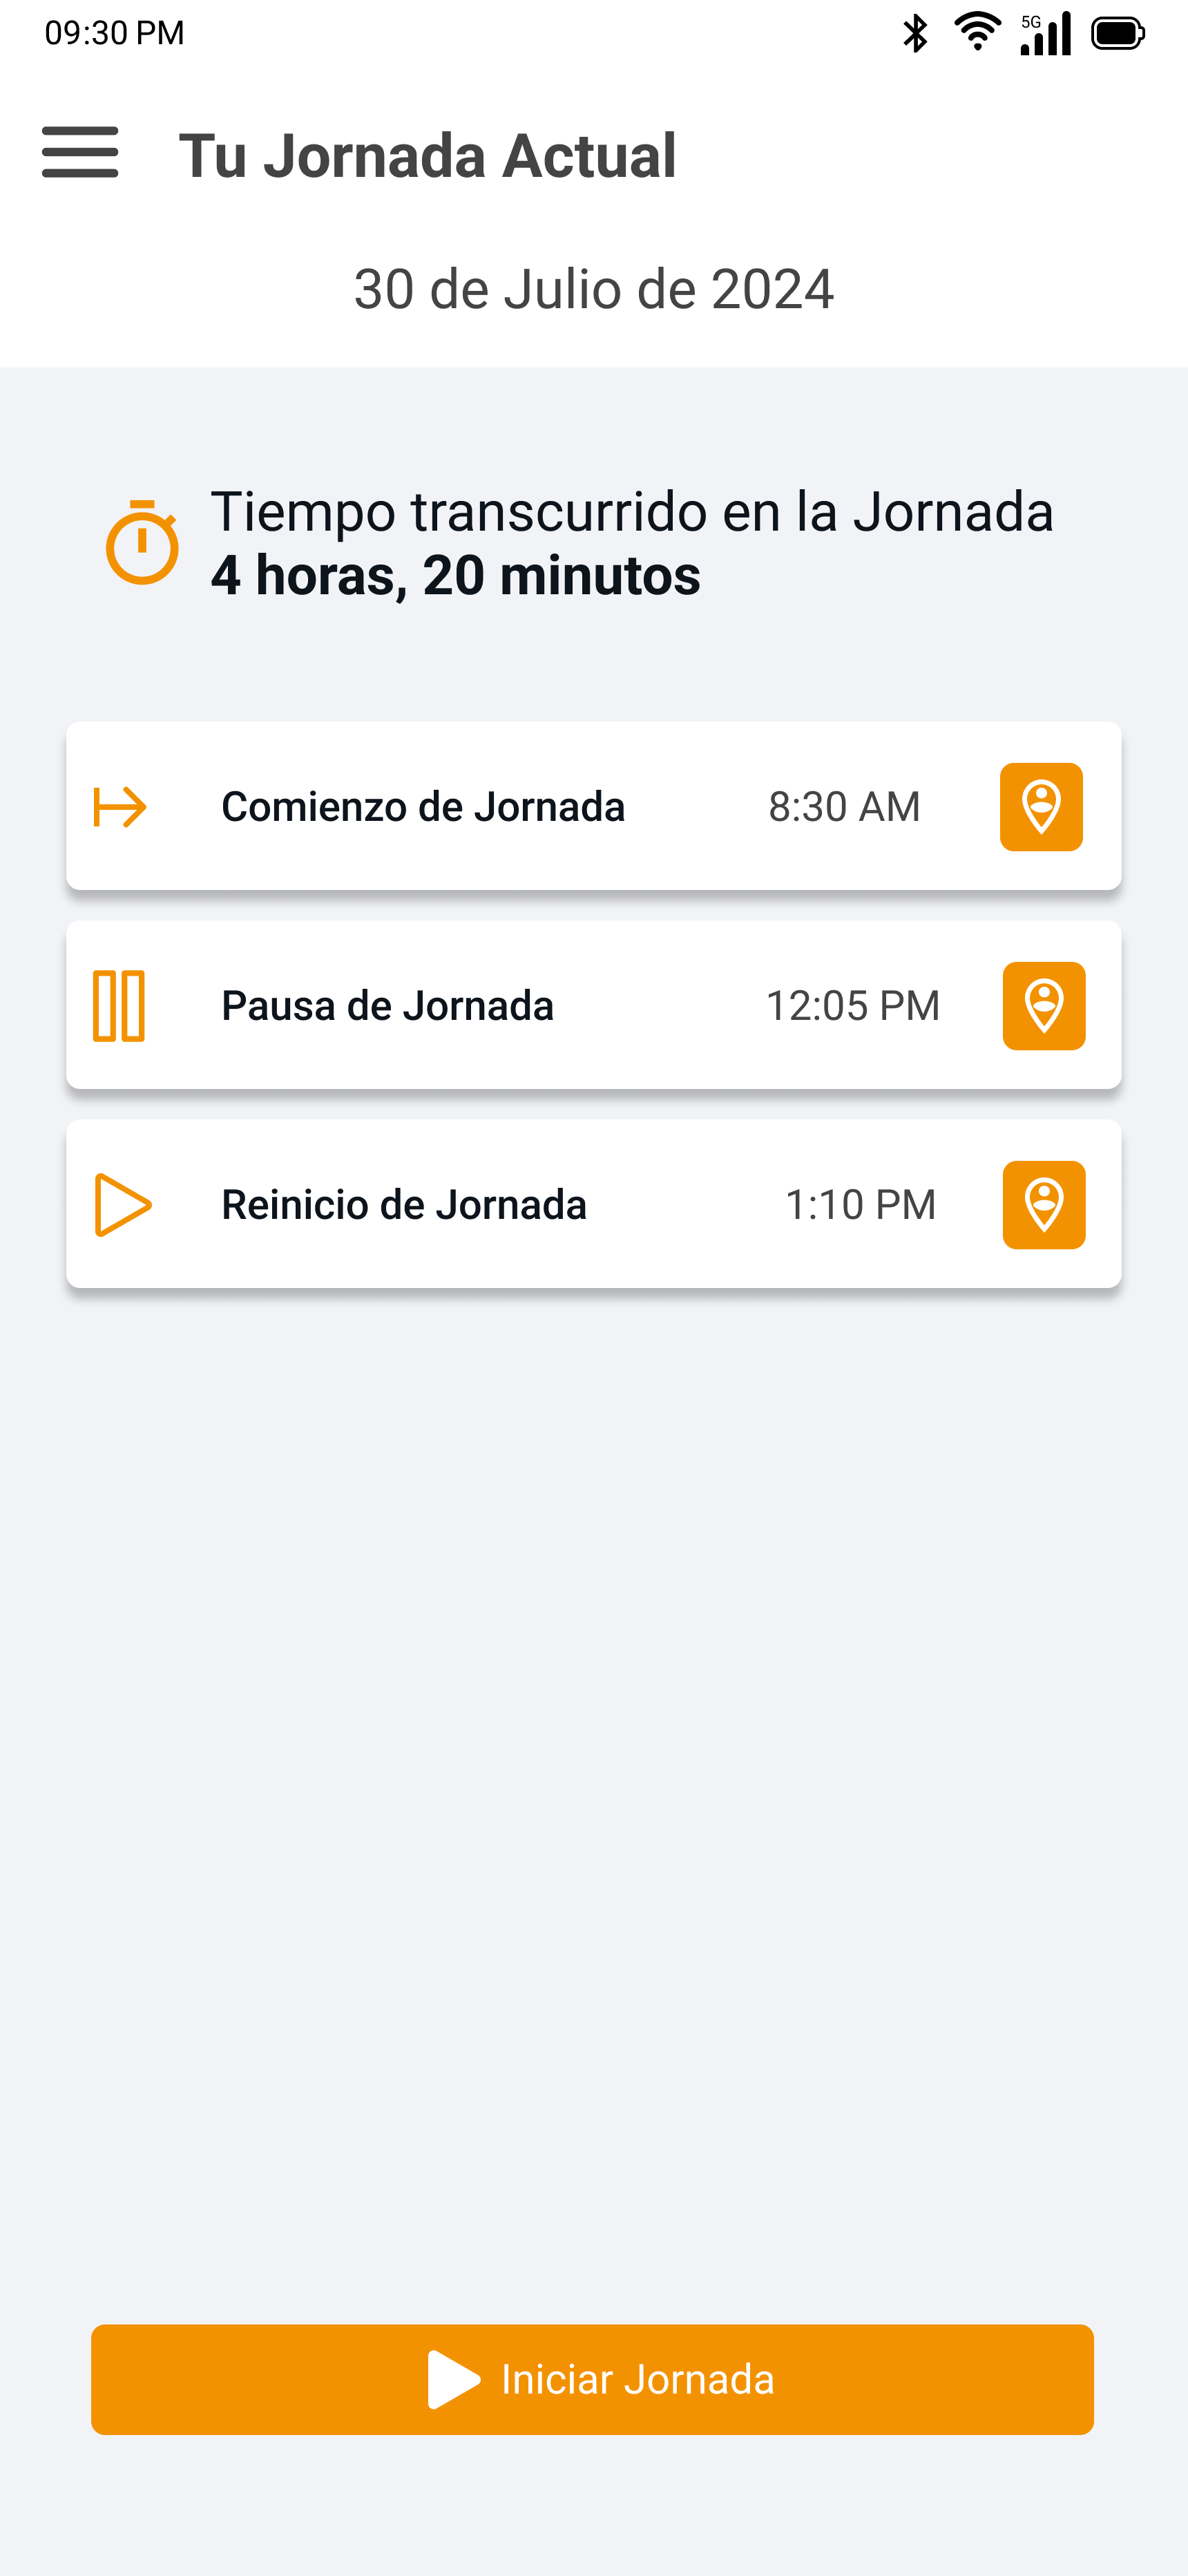 09:30 PM
5G
Tu Jornada Actual
30 de Julio de 2024
Tiempo transcurrido en la Jornada
4 horas, 20 minutos
Comienzo de Jornada 8:30 AM
Pausa de Jornada 12:05 PM
Reinicio de Jornada 1:10 PM
Iniciar Jornada